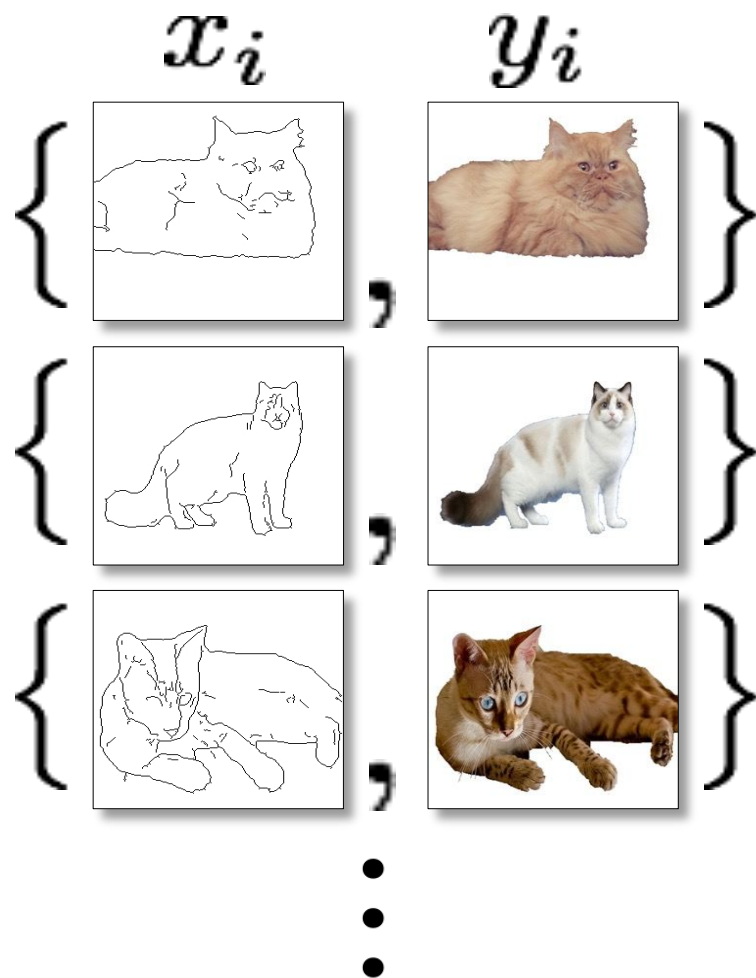 x_i y_i
{ , }
{ , }
{ , }